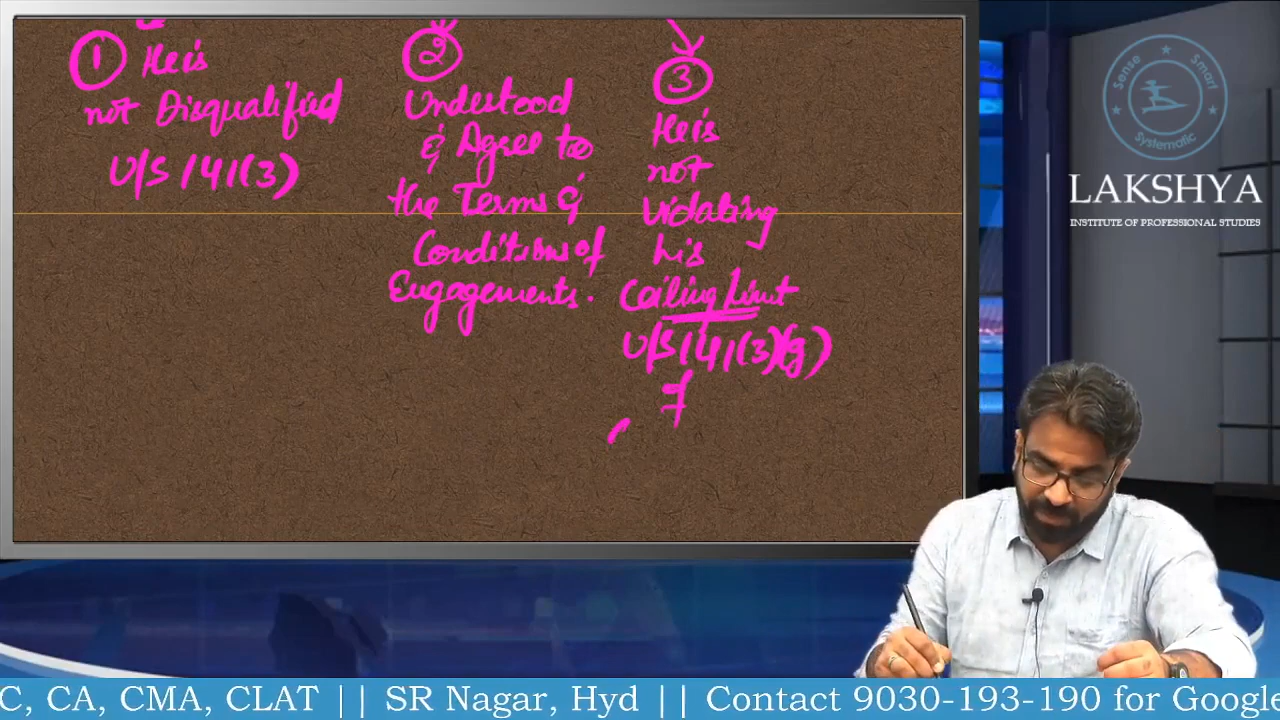 ① He is
not Disqualified
U/S 141(3)
②
Understood
& Agree to
the Terms &
Conditions of
Engagements.
③
He is
not
Violating
his
Ceiling Limit
U/S 141(3)(g)
Sense Smart
Systematic
LAKSHYA
INSTITUTE OF PROFESSIONAL STUDIES
C, CA, CMA, CLAT || SR Nagar, Hyd || Contact 9030-193-190 for Google